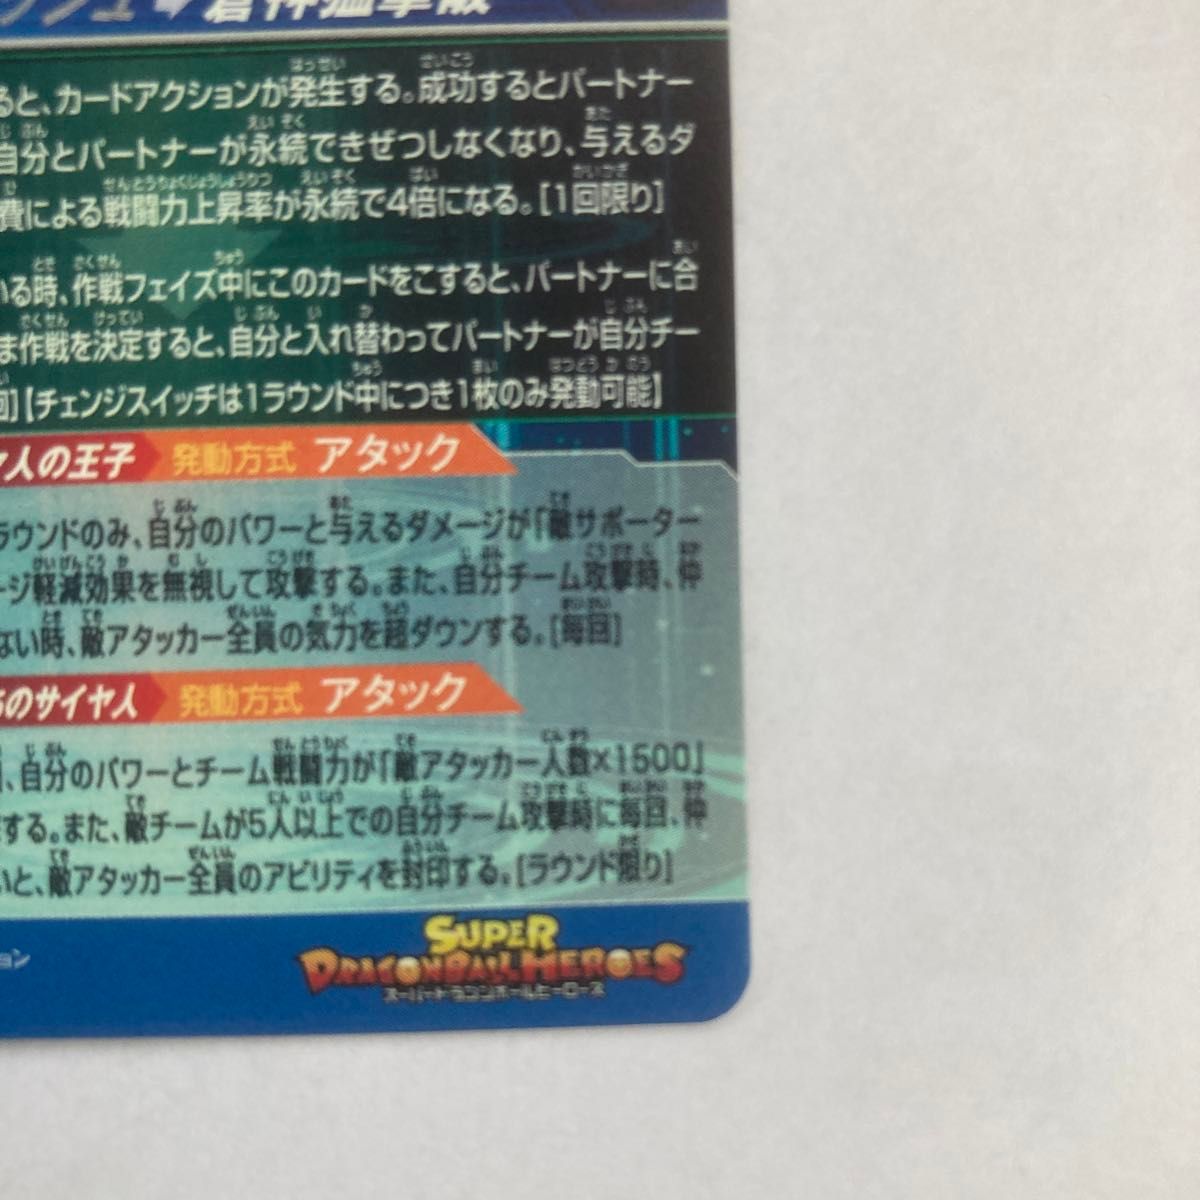 ると、カードアクションが発生する。成功するとパートナー
自分とパートナーが永続できぜつしなくなり、与えるダ
費による戦闘力上昇率が永続で4倍になる。[1回限り]
いる時、作戦フェイズ中にこのカードをこすると、パートナーに合
ま作戦を決定すると、自分と入れ替わってパートナーが自分チー
回][チェンジスイッチは1ラウンド中につき1枚のみ発動可能]
人の王子 発動方式 アタック
ラウンドのみ、自分のパワーと与えるダメージが「敵サポーター
ージ軽減効果を無視して攻撃する。また、自分チーム攻撃時、仲
ない時、敵アタッカー全員の気力を超ダウンする。[毎回]
のサイヤ人 発動方式 アタック
、自分のパワーとチーム戦闘力が「敵アタッカー人数×1500」
する。また、敵チームが5人以上での自分チーム攻撃時に毎回、仲
いと、敵アタッカー全員のアビリティを封印する。[ラウンド限り]
SUPER
DRAGONBALL HEROES
スーパードラゴンボールヒーローズ
ョン